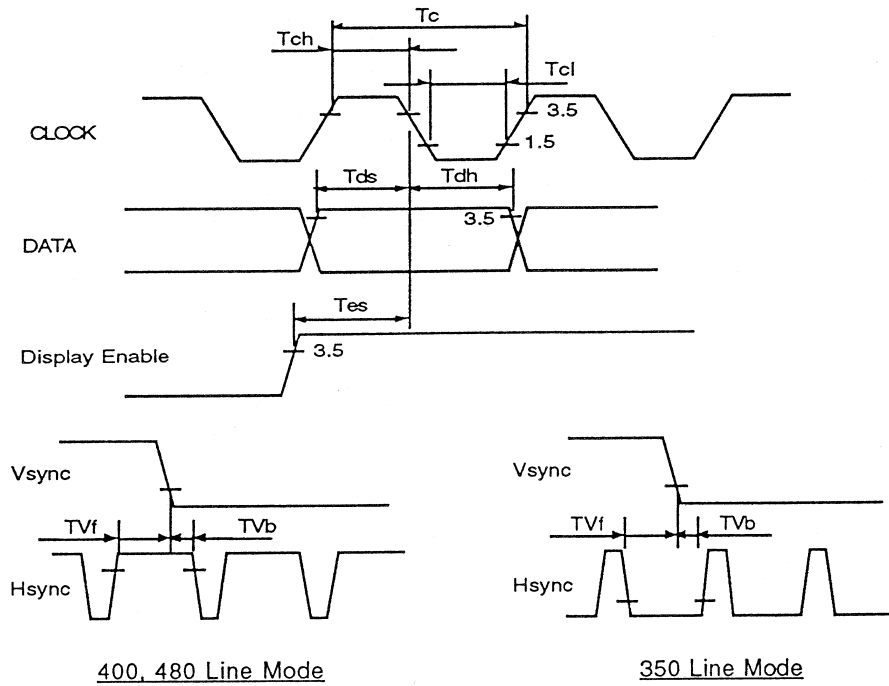 Tc
Tch
Tcl
CLOCK
3.5
1.5
Tds
Tdh
DATA
3.5
Tes
Display Enable
3.5
Vsync
TVf
TVb
Hsync
400, 480 Line Mode
Vsync
TVf
TVb
Hsync
350 Line Mode